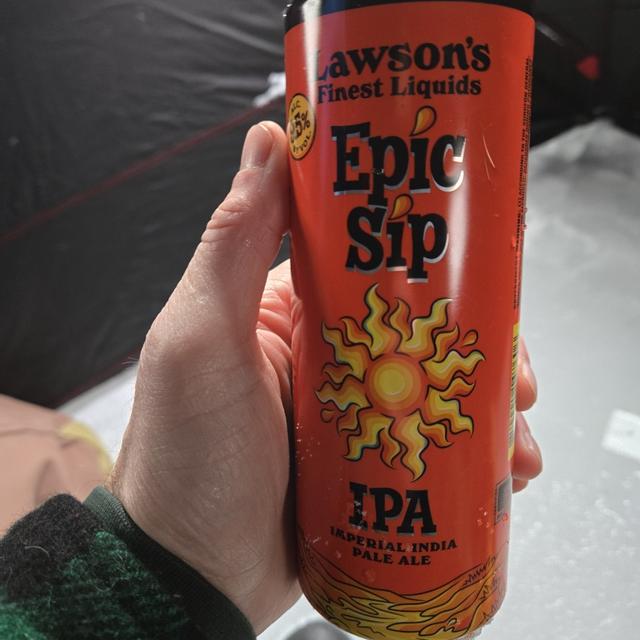 Lawson's
Finest Liquids
Epic
Sip
IPA
IMPERIAL INDIA
PALE ALE